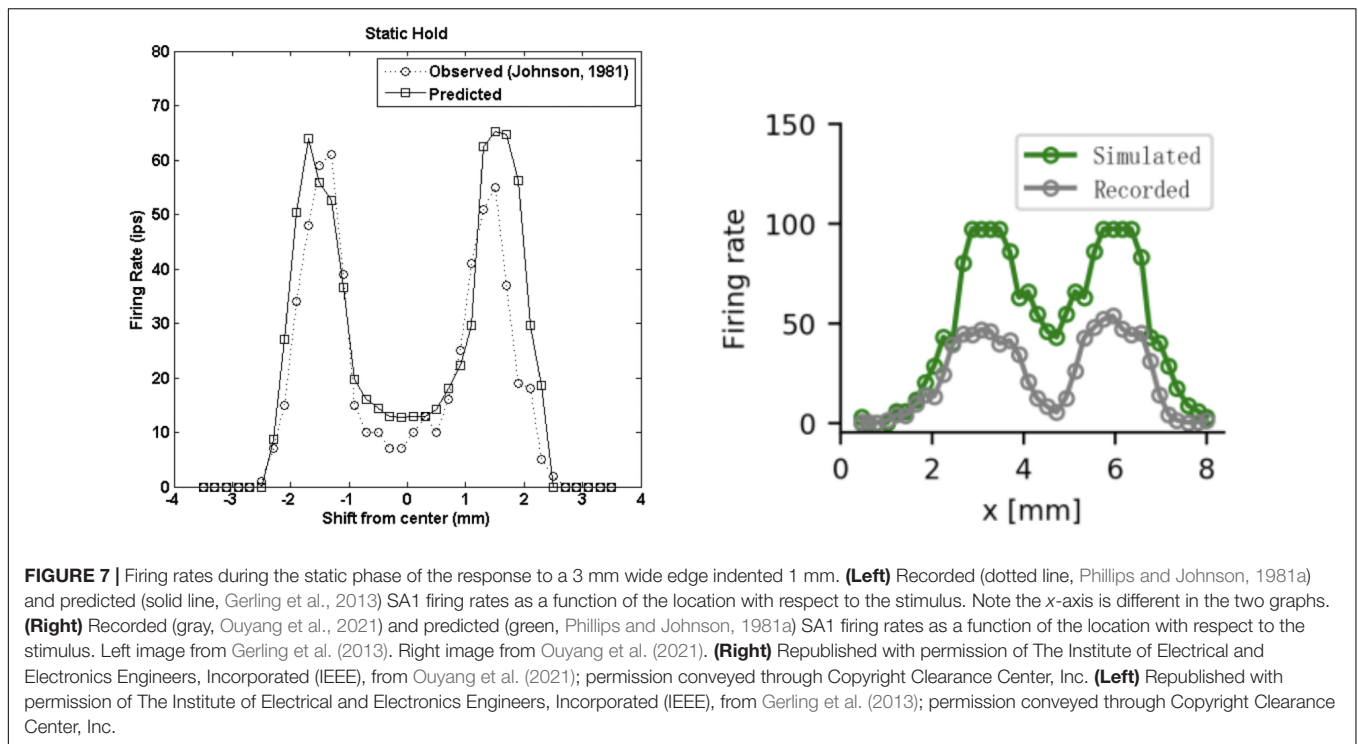 Static Hold
80
70
60
50
40
30
20
10
0
Firing Rate (ips)
-4 -3 -2 -1 0 1 2 3 4
Shift from center (mm)
Observed (Johnson, 1981)
Predicted
150
100
50
0
Firing rate
0 2 4 6 8
x [mm]
Simulated
Recorded
FIGURE 7 | Firing rates during the static phase of the response to a 3 mm wide edge indented 1 mm. (Left) Recorded (dotted line, Phillips and Johnson, 1981a)
and predicted (solid line, Gerling et al., 2013) SA1 firing rates as a function of the location with respect to the stimulus. Note the x-axis is different in the two graphs.
(Right) Recorded (gray, Ouyang et al., 2021) and predicted (green, Phillips and Johnson, 1981a) SA1 firing rates as a function of the location with respect to the
stimulus. Left image from Gerling et al. (2013). Right image from Ouyang et al. (2021). (Right) Republished with permission of The Institute of Electrical and
Electronics Engineers, Incorporated (IEEE), from Ouyang et al. (2021); permission conveyed through Copyright Clearance Center, Inc. (Left) Republished with
permission of The Institute of Electrical and Electronics Engineers, Incorporated (IEEE), from Gerling et al. (2013); permission conveyed through Copyright Clearance
Center, Inc.